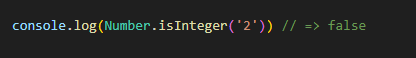 console.log(Number.isInteger('2')) // => false